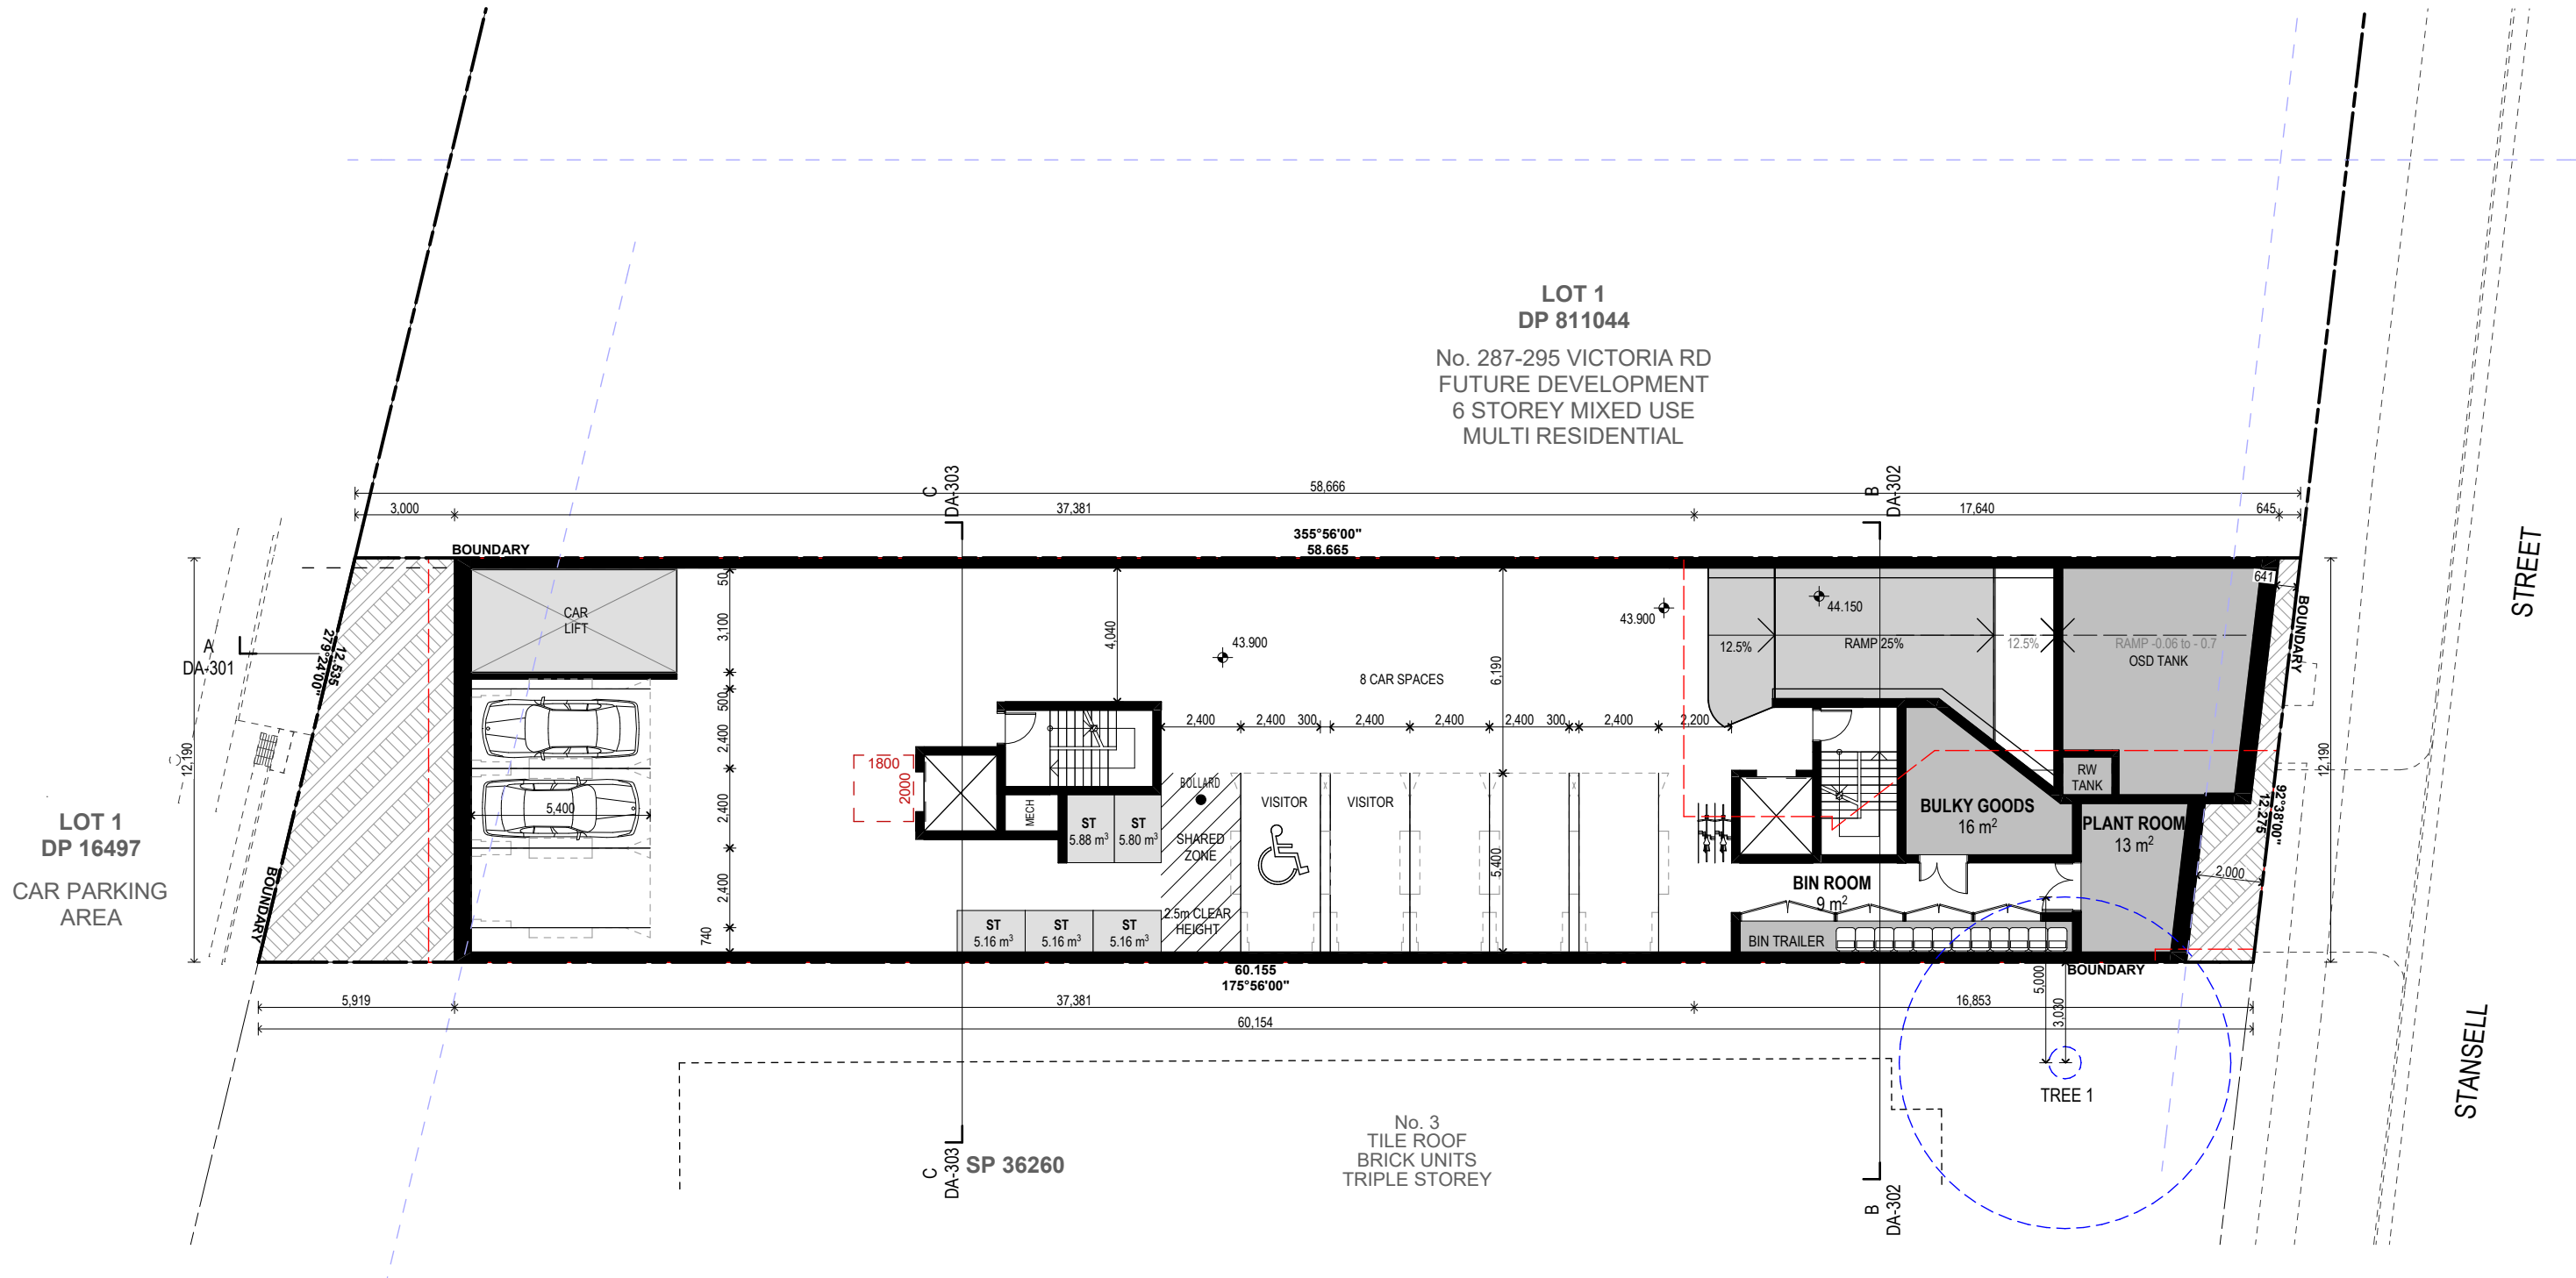 LOT 1
DP 811044
No. 287-295 VICTORIA RD
FUTURE DEVELOPMENT
6 STOREY MIXED USE
MULTI RESIDENTIAL
C
DA-303
B
DA-302
58,666
3,000
37,381
17,640
645
355°56'00"
58.665
BOUNDARY
STREET
641
BOUNDARY
50
CAR
LIFT
3,100
4,040
43.900
43.900
44.150
6,190
12.5%
RAMP 25%
12.5%
RAMP -0.06 to - 0.7
OSD TANK
8 CAR SPACES
A
DA-301
12.535
279°24'00"
12,190
500
2,400
2,400
2,400
740
5,400
1800
2000
2,400
2,400
300
2,400
2,400
2,400
300
2,400
2,200
12,190
MECH
ST
5.88 m³
ST
5.80 m³
BOLLARD
SHARED
ZONE
2.5m CLEAR
HEIGHT
VISITOR
VISITOR
5,400
BULKY GOODS
16 m²
RW
TANK
PLANT ROOM
13 m²
92°38'00"
12.275
2,000
LOT 1
DP 16497
CAR PARKING
AREA
BOUNDARY
ST
5.16 m³
ST
5.16 m³
ST
5.16 m³
BIN ROOM
9 m²
BIN TRAILER
60.155
175°56'00"
BOUNDARY
5,919
37,381
16,853
60,154
5,000
3,030
TREE 1
STANSELL
No. 3
TILE ROOF
BRICK UNITS
TRIPLE STOREY
C
DA-303
SP 36260
B
DA-302